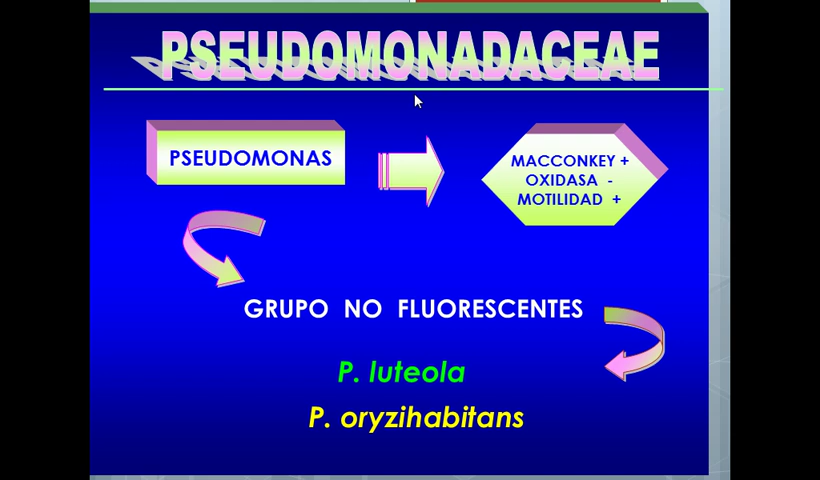 PSEUDOMONADACEAE
PSEUDOMONAS
MACCONKEY +
OXIDASA -
MOTILIDAD +
GRUPO NO FLUORESCENTES
P. luteola
P. oryzihabitans